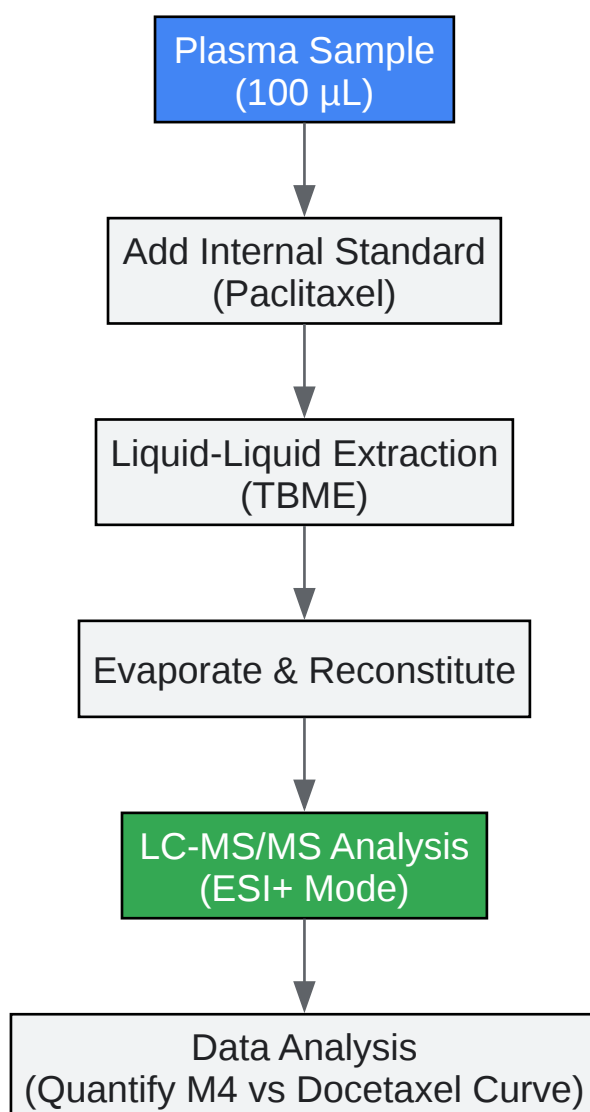 Plasma Sample
(100 µL)
Add Internal Standard
(Paclitaxel)
Liquid-Liquid Extraction
(TBME)
Evaporate & Reconstitute
LC-MS/MS Analysis
(ESI+ Mode)
Data Analysis
(Quantify M4 vs Docetaxel Curve)